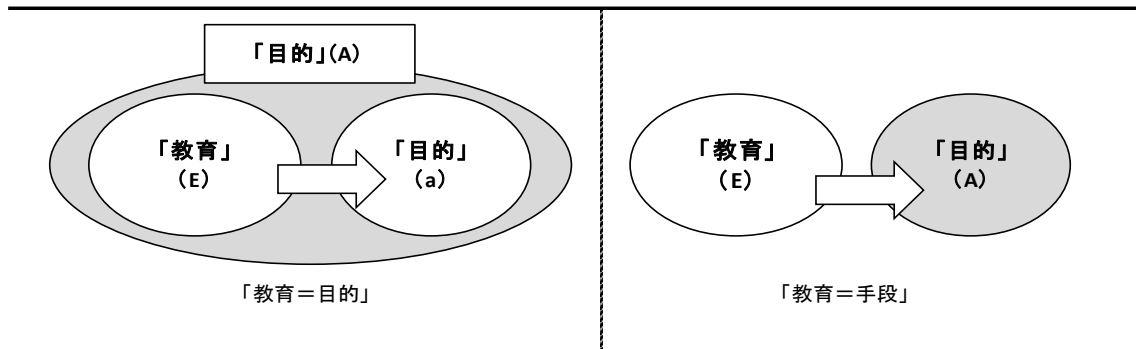 「目的」(A)
「教育」
（E）
「目的」
（a）
「教育＝目的」
「教育」
（E）
「目的」
（A）
「教育＝手段」